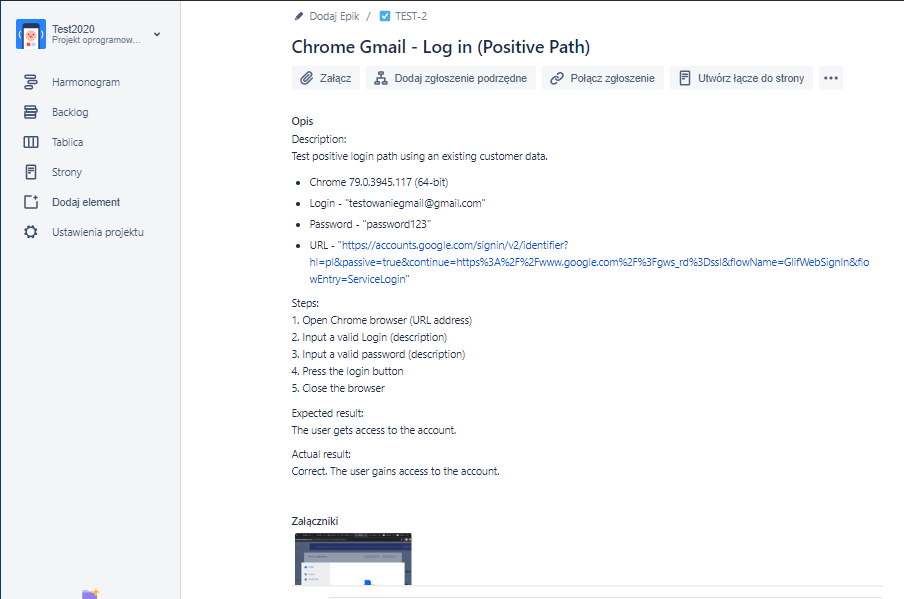 Test2020
Projekt oprogramow...
Harmonogram
Backlog
Tablica
Strony
Dodaj element
Ustawienia projektu
Dodaj Epik / TEST-2
Chrome Gmail - Log in (Positive Path)
Załącz
Dodaj zgłoszenie podrzędne
Połącz zgłoszenie
Utwórz łącze do strony
Opis
Description:
Test positive login path using an existing customer data.
• Chrome 79.0.3945.117 (64-bit)
• Login - "testowaniegmail@gmail.com"
• Password - "password123"
• URL - "https://accounts.google.com/signin/v2/identifier?
hl=pl&passive=true&continue=https%3A%2F%2Fwww.google.com%2F%3Fgws_rd%3Dssl&flowName=GlifWebSignIn&fl
owEntry=ServiceLogin"
Steps:
1. Open Chrome browser (URL address)
2. Input a valid Login (description)
3. Input a valid password (description)
4. Press the login button
5. Close the browser
Expected result:
The user gets access to the account.
Actual result:
Correct. The user gains access to the account.
Załączniki